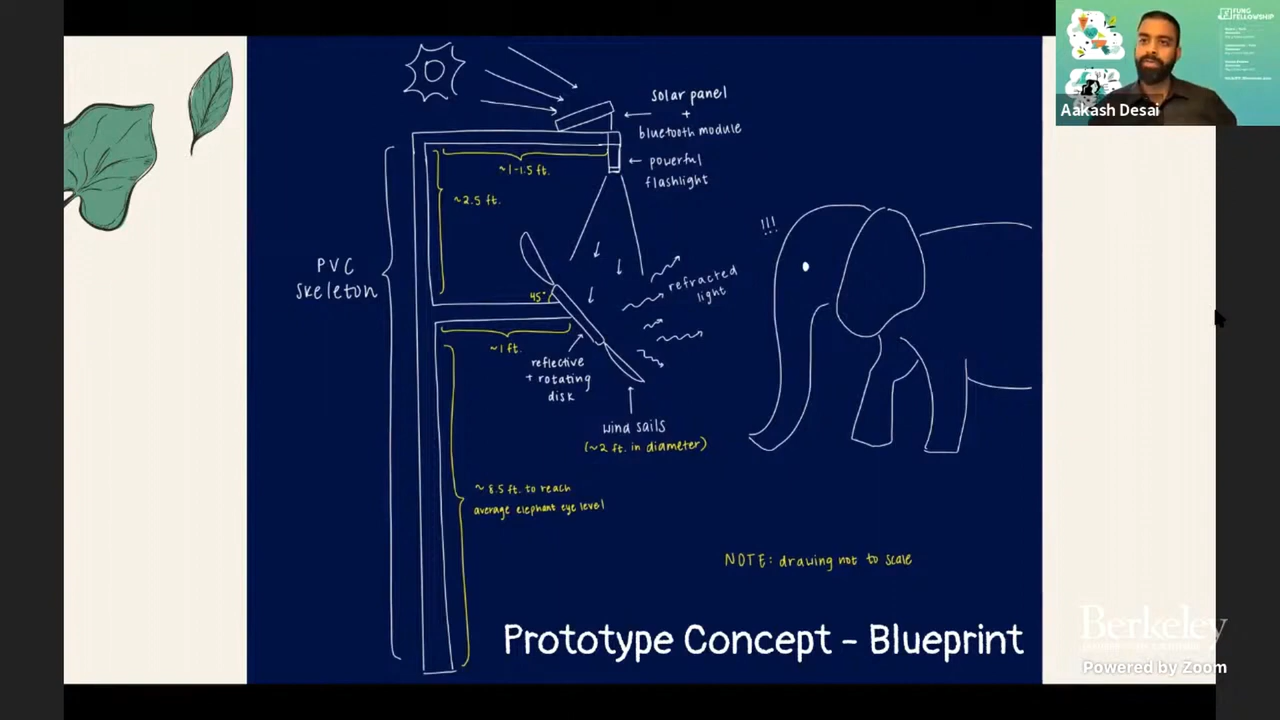 FUNG
FELLOWSHIP
Aakash Desai
solar panel
+
bluetooth module
powerful
flashlight
~1-1.5 ft.
~2.5 ft.
PVC
skeleton
!!!
refracted
light
45°
~1 ft.
reflective
+ rotating
disk
wind sails
(~2 ft. in diameter)
~ 8.5 ft. to reach
average elephant eye level
NOTE: drawing not to scale
Prototype Concept - Blueprint
Berkeley
Powered by Zoom